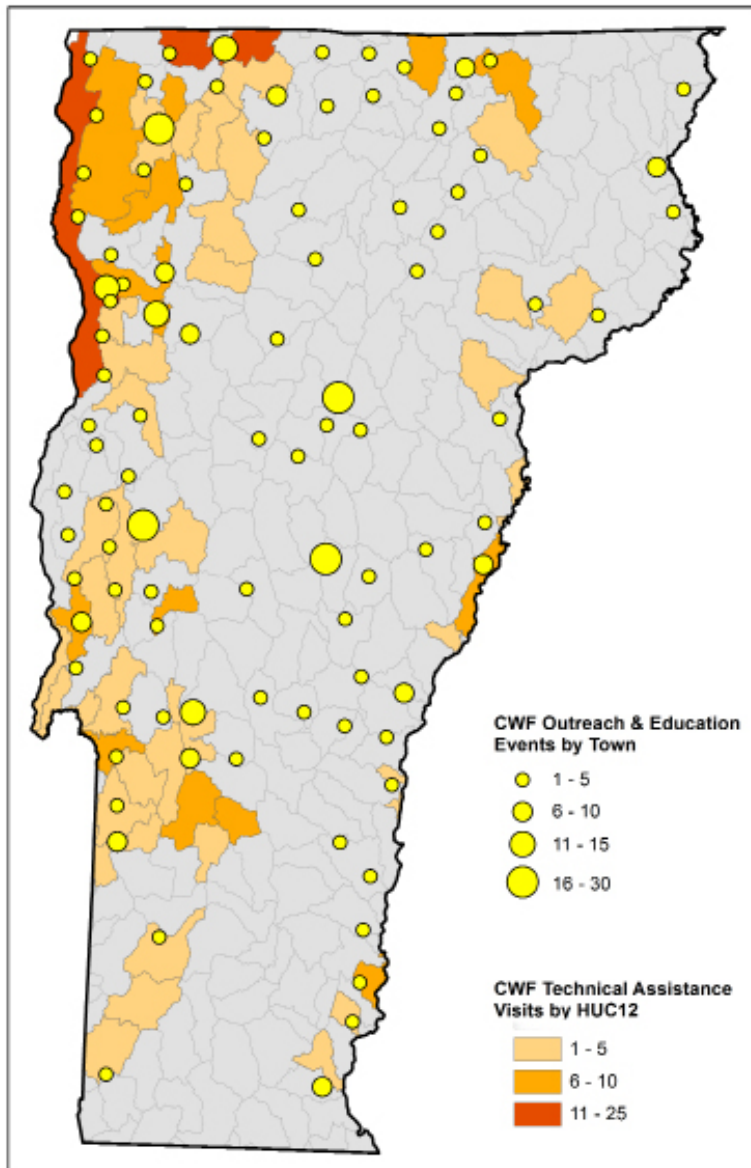 CWF Outreach & Education
Events by Town
1 - 5
6 - 10
11 - 15
16 - 30
CWF Technical Assistance
Visits by HUC12
1 - 5
6 - 10
11 - 25